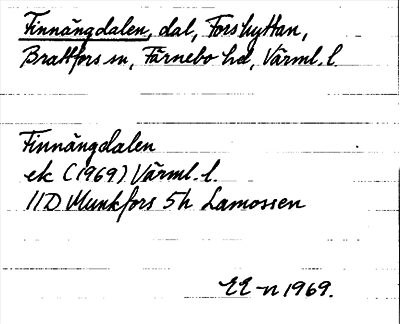 Finnängdalen, dal, Forshyttan,
Brattfors sn, Färnebo hd, Värml. l.
Finnängdalen
ek (1969) Värml. l.
11D Munkfors 5h Lamossen
EE-n 1969.